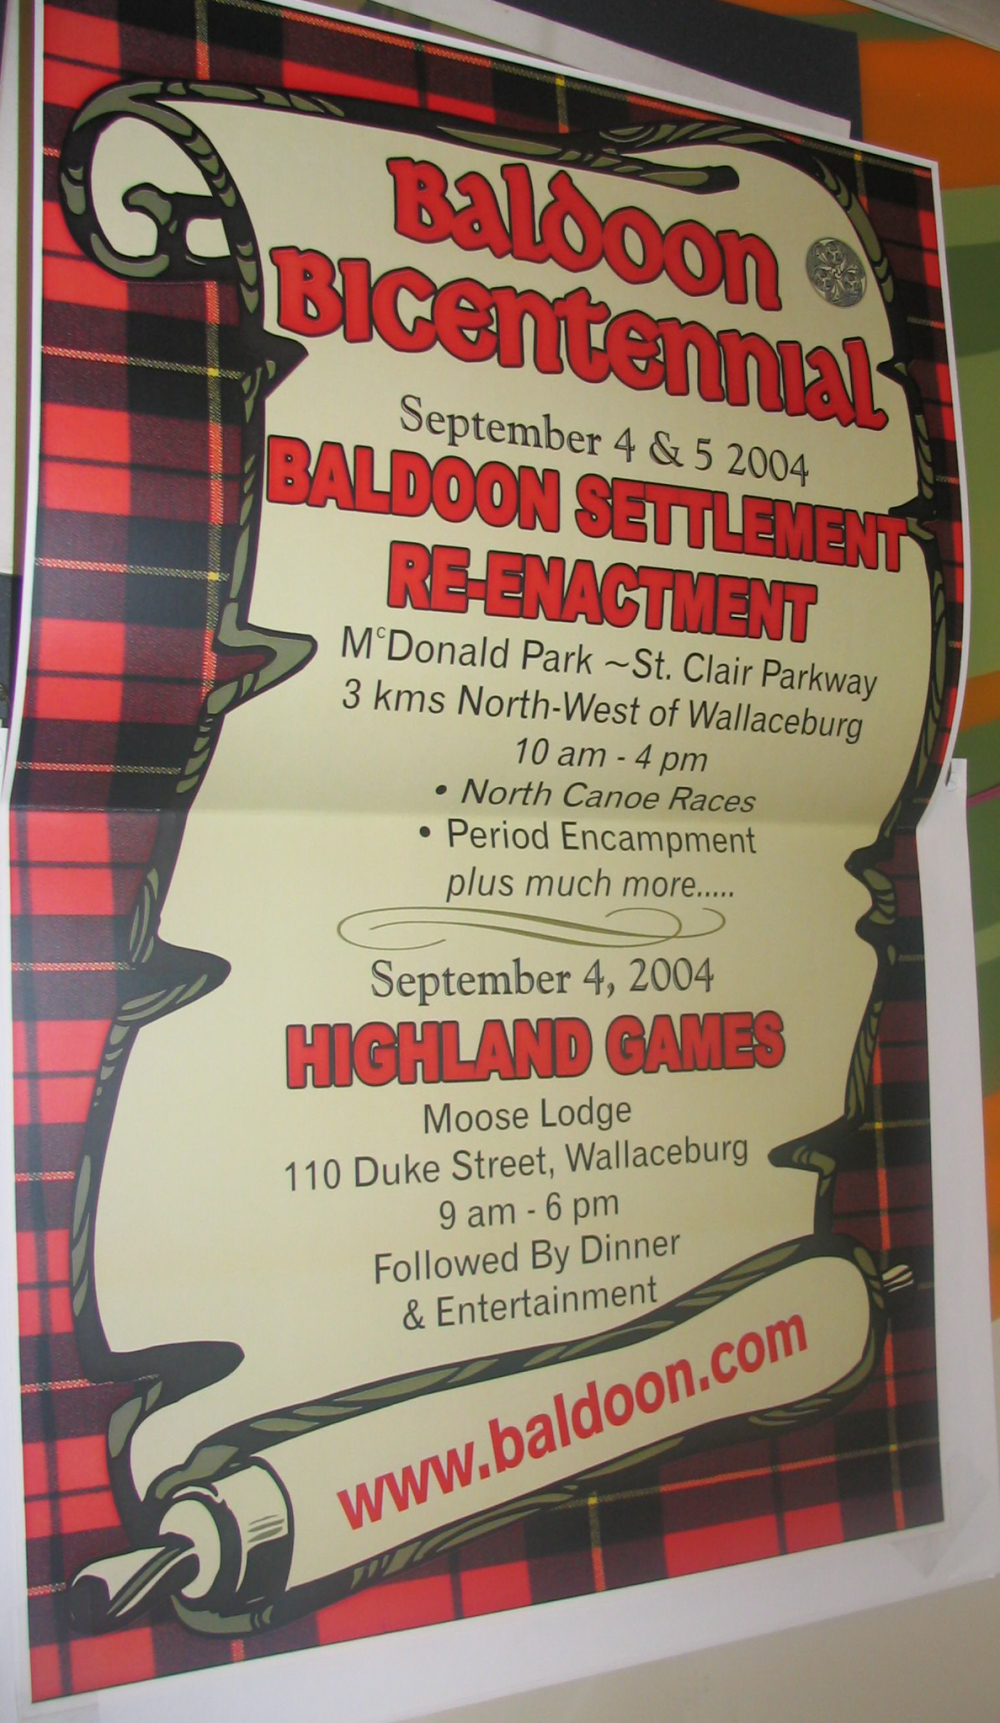 Baldoon
Bicentennial
September 4 & 5 2004
BALDOON SETTLEMENT
RE-ENACTMENT
McDonald Park ~St. Clair Parkway
3 kms North-West of Wallaceburg
10 am - 4 pm
• North Canoe Races
• Period Encampment
plus much more.....
September 4, 2004
HIGHLAND GAMES
Moose Lodge
110 Duke Street, Wallaceburg
9 am - 6 pm
Followed By Dinner
& Entertainment
www.baldoon.com